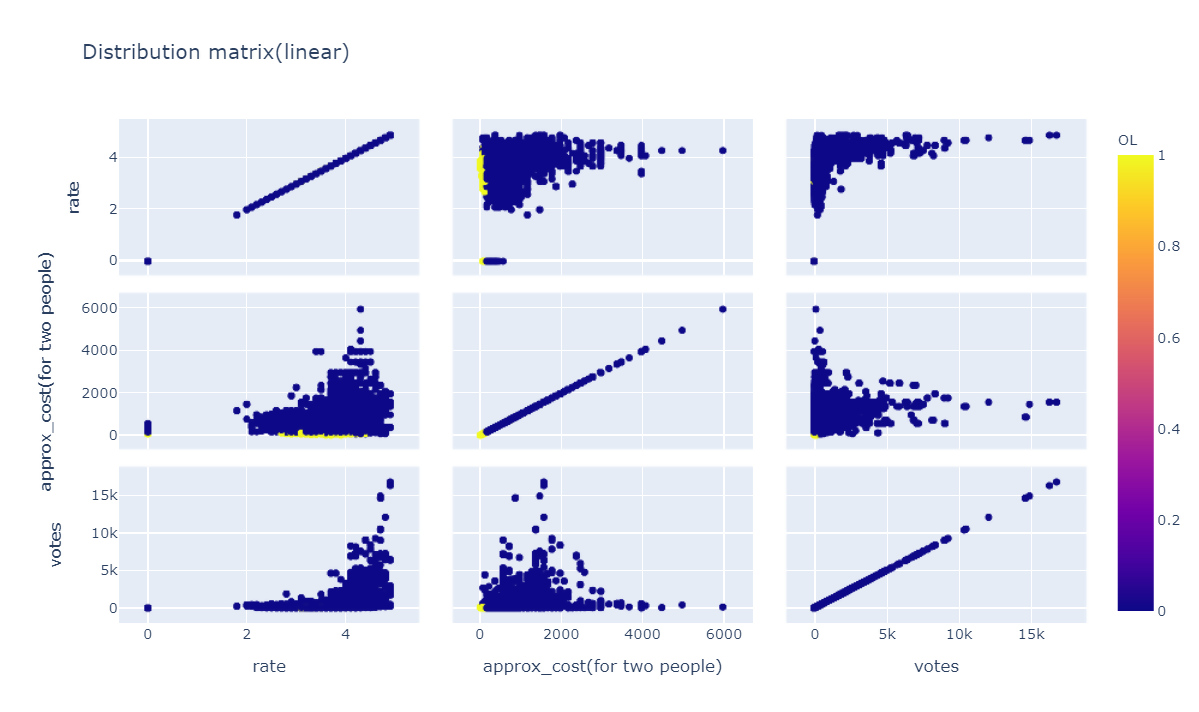 Distribution matrix(linear)
OL
1
0.8
0.6
0.4
0.2
0
rate
4
2
0
approx_cost(for two people)
6000
4000
2000
0
votes
15k
10k
5k
0
0
2
4
0
2000
4000
6000
0
5k
10k
15k
rate
approx_cost(for two people)
votes